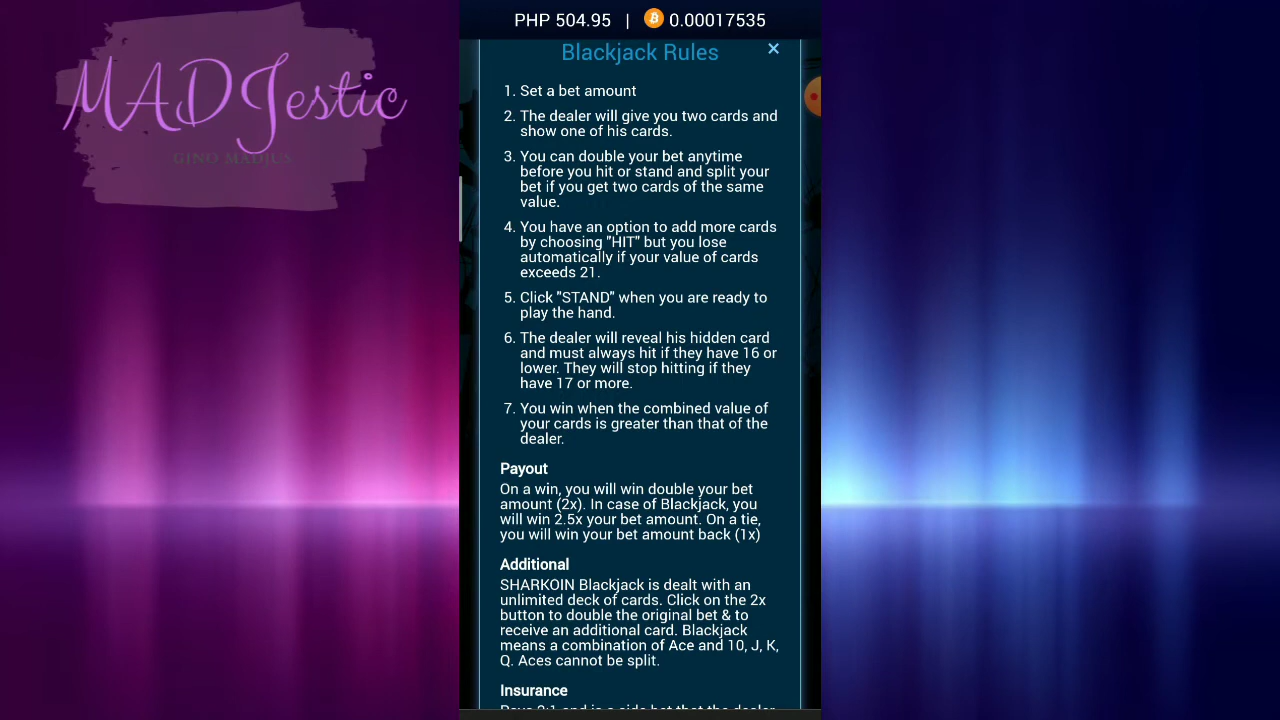 MADJestic
GINO MADJUS
PHP 504.95 | 0.00017535
Blackjack Rules ×
1. Set a bet amount
2. The dealer will give you two cards and
show one of his cards.
3. You can double your bet anytime
before you hit or stand and split your
bet if you get two cards of the same
value.
4. You have an option to add more cards
by choosing "HIT" but you lose
automatically if your value of cards
exceeds 21.
5. Click "STAND" when you are ready to
play the hand.
6. The dealer will reveal his hidden card
and must always hit if they have 16 or
lower. They will stop hitting if they
have 17 or more.
7. You win when the combined value of
your cards is greater than that of the
dealer.
Payout
On a win, you will win double your bet
amount (2x). In case of Blackjack, you
will win 2.5x your bet amount. On a tie,
you will win your bet amount back (1x)
Additional
SHARKOIN Blackjack is dealt with an
unlimited deck of cards. Click on the 2x
button to double the original bet & to
receive an additional card. Blackjack
means a combination of Ace and 10, J, K,
Q. Aces cannot be split.
Insurance